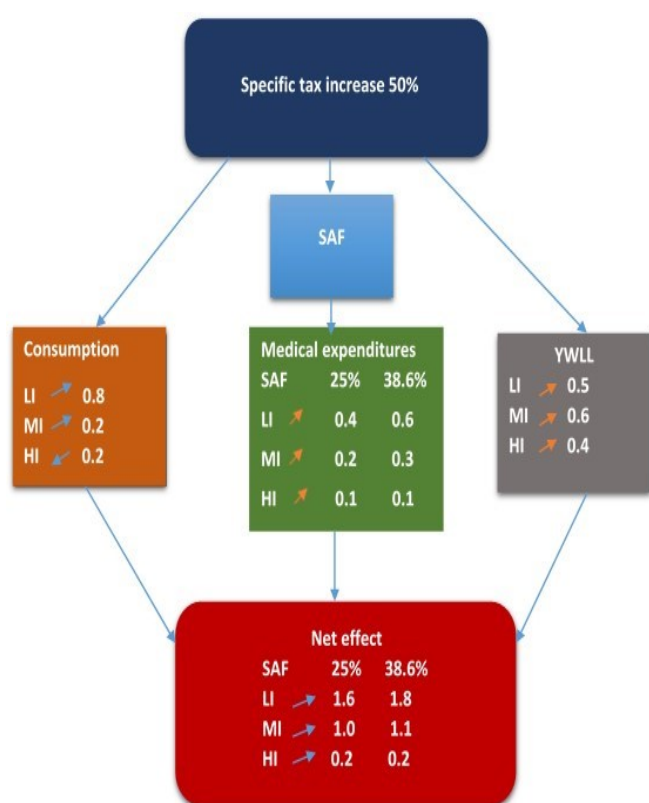 Specific tax increase 50%
SAF
Consumption
LI 0.8
MI 0.2
HI 0.2
Medical expenditures
SAF 25% 38.6%
LI 0.4 0.6
MI 0.2 0.3
HI 0.1 0.1
YWLL
LI 0.5
MI 0.6
HI 0.4
Net effect
SAF 25% 38.6%
LI 1.6 1.8
MI 1.0 1.1
HI 0.2 0.2